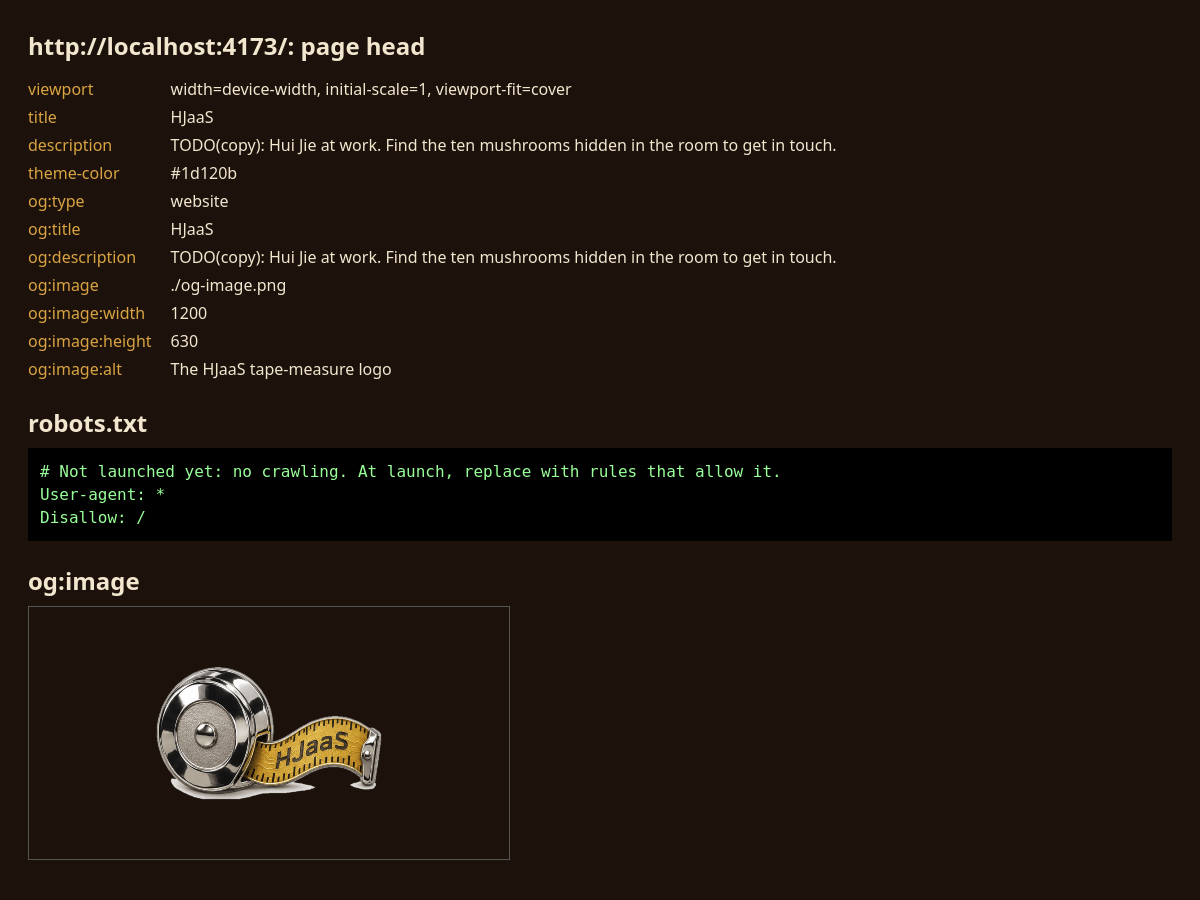 http://localhost:4173/: page head
viewport width=device-width, initial-scale=1, viewport-fit=cover
title HJaaS
description TODO(copy): Hui Jie at work. Find the ten mushrooms hidden in the room to get in touch.
theme-color #1d120b
og:type website
og:title HJaaS
og:description TODO(copy): Hui Jie at work. Find the ten mushrooms hidden in the room to get in touch.
og:image ./og-image.png
og:image:width 1200
og:image:height 630
og:image:alt The HJaaS tape-measure logo
robots.txt
# Not launched yet: no crawling. At launch, replace with rules that allow it.
User-agent: *
Disallow: /
og:image
HJaaS